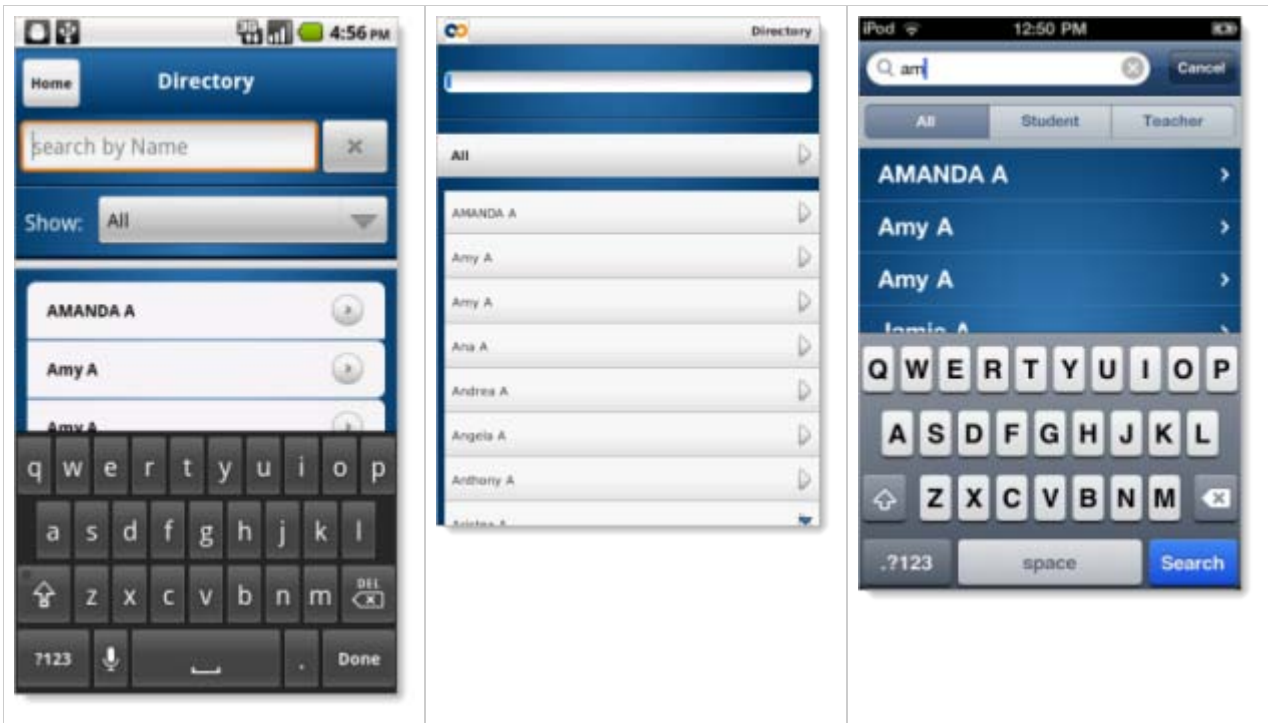 4:56 PM
Home
Directory
search by Name
Show:
All
AMANDA A
Amy A
Amy A
q w e r t y u i o p
a s d f g h j k l
z x c v b n m DEL
?123 . Done
Directory
All
AMANDA A
Amy A
Amy A
Ana A
Andrea A
Angela A
Anthony A
iPod 12:50 PM
am
Cancel
All Student Teacher
AMANDA A
Amy A
Amy A
Jamie A
Q W E R T Y U I O P
A S D F G H J K L
Z X C V B N M
.?123 space Search